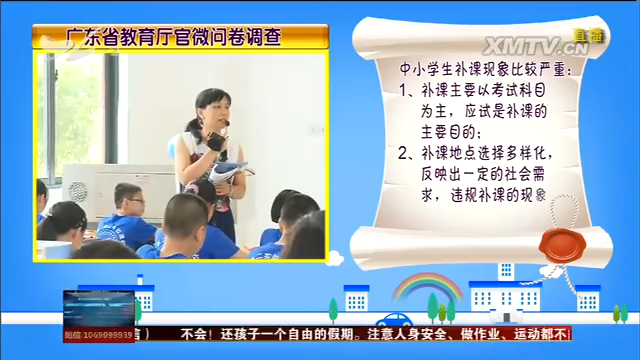 广东省教育厅官微问卷调查
直播
XMTV.CN
中小学生补课现象比较严重：
1、补课主要以考试科目
为主，应试是补课的
主要目的；
2、补课地点选择多样化，
反映出一定的社会需
求，违规补课的现象
短信 1069099939
言） 不会！还孩子一个自由的假期。注意人身安全、做作业、运动都不